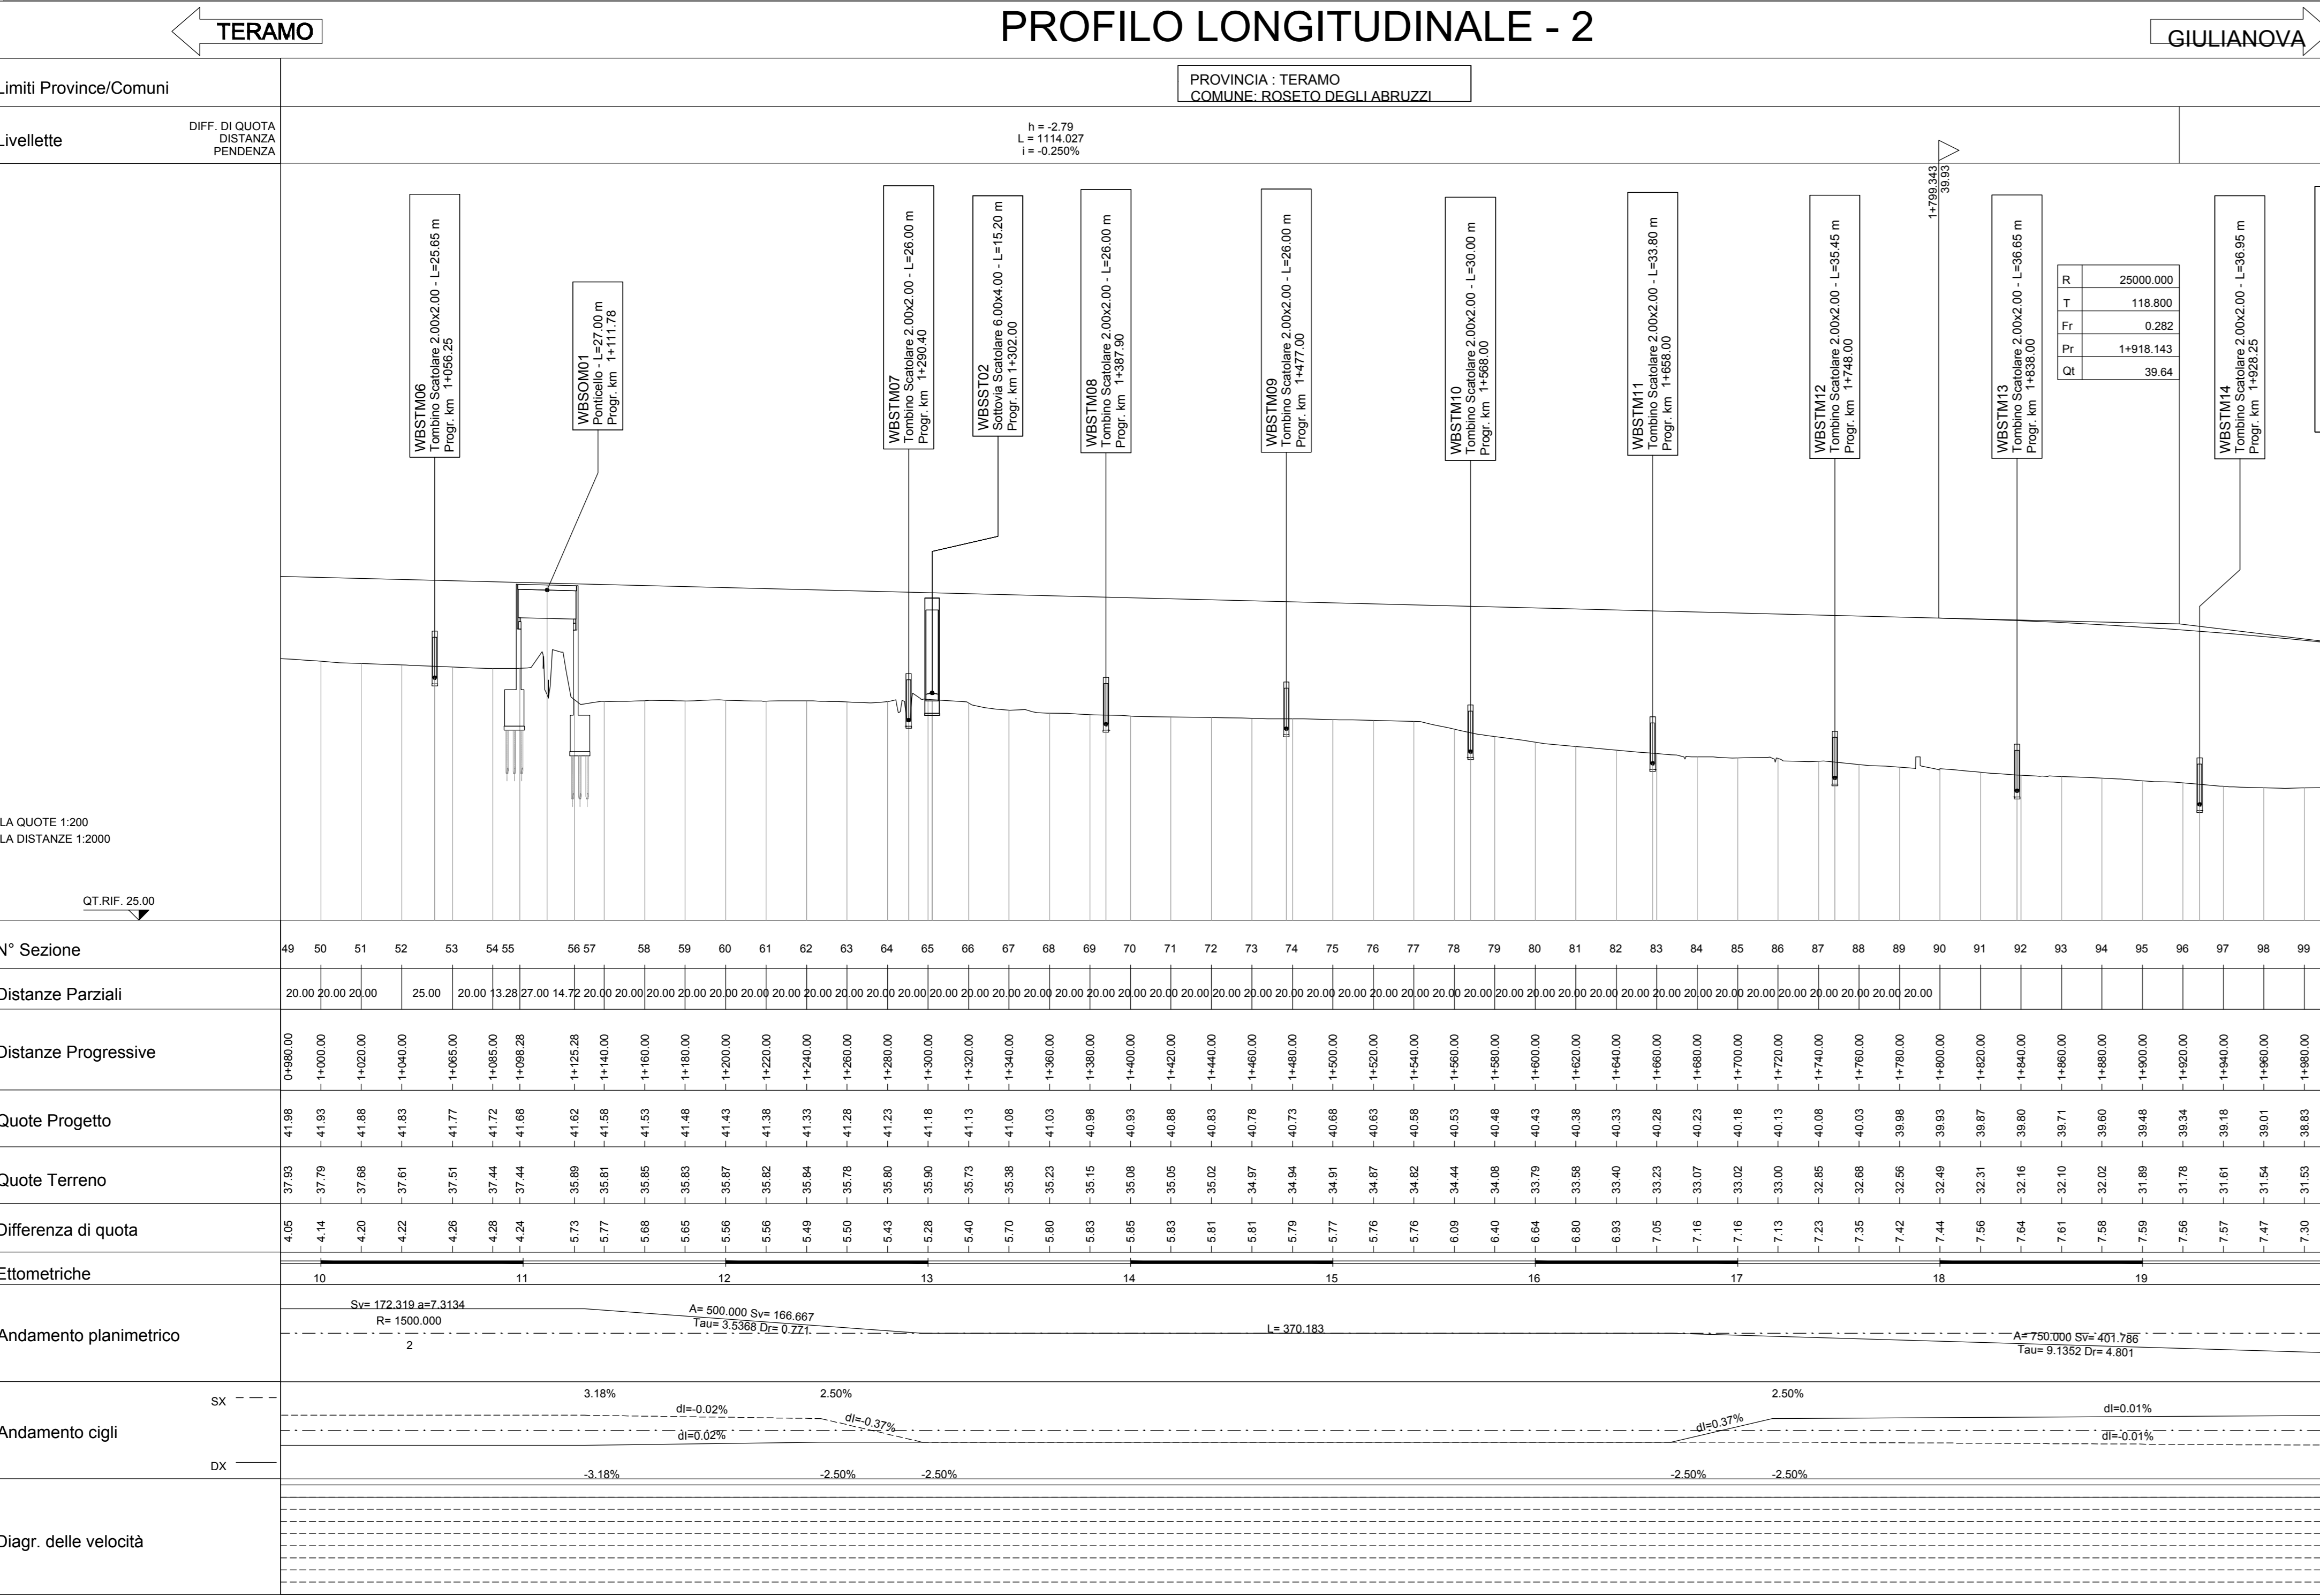 TERAMO
PROFILO LONGITUDINALE - 2
GIULIANOVA
Limiti Province/Comuni
PROVINCIA : TERAMO
COMUNE: ROSETO DEGLI ABRUZZI
Livellette
DIFF. DI QUOTA
DISTANZA
PENDENZA
h = -2.79
L = 1114.027
i = -0.250%
1+799.343
39.93
WBSTM06
Tombino Scatolare 2.00x2.00 - L=25.65 m
Progr. km 1+056.25
WBSOM01
Ponticello - L=27.00 m
Progr. km 1+111.78
WBSTM07
Tombino Scatolare 2.00x2.00 - L=26.00 m
Progr. km 1+290.40
WBSST02
Sottovia Scatolare 6.00x4.00 - L=15.20 m
Progr. km 1+302.00
WBSTM08
Tombino Scatolare 2.00x2.00 - L=26.00 m
Progr. km 1+387.90
WBSTM09
Tombino Scatolare 2.00x2.00 - L=26.00 m
Progr. km 1+477.00
WBSTM10
Tombino Scatolare 2.00x2.00 - L=30.00 m
Progr. km 1+568.00
WBSTM11
Tombino Scatolare 2.00x2.00 - L=33.80 m
Progr. km 1+658.00
WBSTM12
Tombino Scatolare 2.00x2.00 - L=35.45 m
Progr. km 1+748.00
WBSTM13
Tombino Scatolare 2.00x2.00 - L=36.65 m
Progr. km 1+838.00
R 25000.000
T 118.800
Fr 0.282
Pr 1+918.143
Qt 39.64
WBSTM14
Tombino Scatolare 2.00x2.00 - L=36.95 m
Progr. km 1+928.25
LA QUOTE 1:200
LA DISTANZE 1:2000
QT.RIF. 25.00
N° Sezione 49 50 51 52 53 54 55 56 57 58 59 60 61 62 63 64 65 66 67 68 69 70 71 72 73 74 75 76 77 78 79 80 81 82 83 84 85 86 87 88 89 90 91 92 93 94 95 96 97 98 99
Distanze Parziali 20.00 20.00 20.00 25.00 20.00 13.28 27.00 14.72 20.00 20.00 20.00 20.00 20.00 20.00 20.00 20.00 20.00 20.00 20.00 20.00 20.00 20.00 20.00 20.00 20.00 20.00 20.00 20.00 20.00 20.00 20.00 20.00 20.00 20.00 20.00 20.00 20.00 20.00 20.00 20.00 20.00
Distanze Progressive 0+980.00 1+000.00 1+020.00 1+040.00 1+065.00 1+085.00 1+098.28 1+125.28 1+140.00 1+160.00 1+180.00 1+200.00 1+220.00 1+240.00 1+260.00 1+280.00 1+300.00 1+320.00 1+340.00 1+360.00 1+380.00 1+400.00 1+420.00 1+440.00 1+460.00 1+480.00 1+500.00 1+520.00 1+540.00 1+560.00 1+580.00 1+600.00 1+620.00 1+640.00 1+660.00 1+680.00 1+700.00 1+720.00 1+740.00 1+760.00 1+780.00 1+800.00 1+820.00 1+840.00 1+860.00 1+880.00 1+900.00 1+920.00 1+940.00 1+960.00 1+980.00
Quote Progetto 41.98 41.93 41.88 41.83 41.77 41.72 41.68 41.62 41.58 41.53 41.48 41.43 41.38 41.33 41.28 41.23 41.18 41.13 41.08 41.03 40.98 40.93 40.88 40.83 40.78 40.73 40.68 40.63 40.58 40.53 40.48 40.43 40.38 40.33 40.28 40.23 40.18 40.13 40.08 40.03 39.98 39.93 39.87 39.80 39.71 39.60 39.48 39.34 39.18 39.01 38.83
Quote Terreno 37.93 37.79 37.68 37.61 37.51 37.44 37.44 35.89 35.81 35.85 35.83 35.87 35.82 35.84 35.78 35.80 35.90 35.73 35.38 35.23 35.15 35.08 35.05 35.02 34.97 34.94 34.91 34.87 34.82 34.44 34.08 33.79 33.58 33.40 33.23 33.07 33.02 33.00 32.85 32.68 32.56 32.49 32.31 32.16 32.10 32.02 31.89 31.78 31.61 31.54 31.53
Differenza di quota 4.05 4.14 4.20 4.22 4.26 4.28 4.24 5.73 5.77 5.68 5.65 5.56 5.56 5.49 5.50 5.43 5.28 5.40 5.70 5.80 5.83 5.85 5.83 5.81 5.81 5.79 5.77 5.76 5.76 6.09 6.40 6.64 6.80 6.93 7.05 7.16 7.16 7.13 7.23 7.35 7.42 7.44 7.56 7.64 7.61 7.58 7.59 7.56 7.57 7.47 7.30
Ettometriche 10 11 12 13 14 15 16 17 18 19
Andamento planimetrico
Sv= 172.319 a=7.3134
R= 1500.000
2
A= 500.000 Sv= 166.667
Tau= 3.5368 Dr= 0.771
L= 370.183
A= 750.000 Sv= 401.786
Tau= 9.1352 Dr= 4.801
Andamento cigli
SX
DX
3.18% 2.50% 2.50%
dl=-0.02% dl=-0.37% dl=0.37% dl=0.01%
dl=0.02% dl=-0.01%
-3.18% -2.50% -2.50% -2.50% -2.50%
Diagr. delle velocità